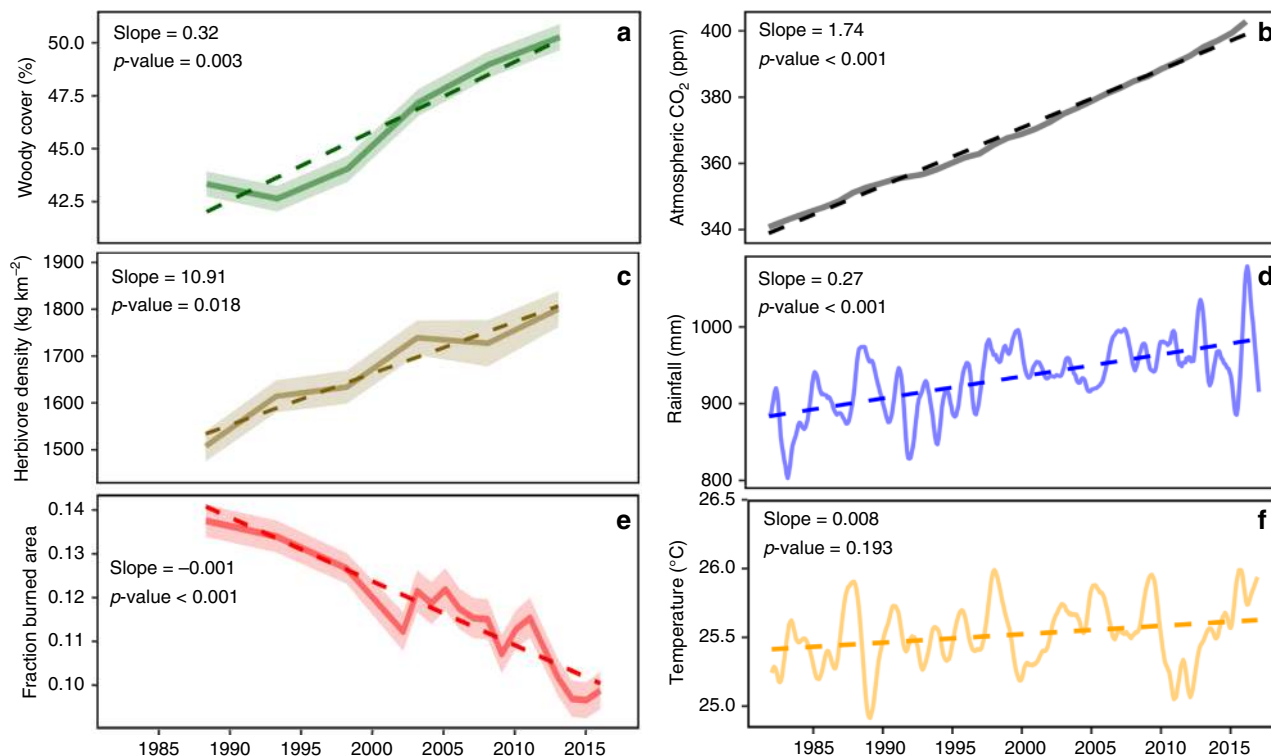 a
Slope = 0.32
p-value = 0.003
Woody cover (%)
50.0
47.5
45.0
42.5
b
Slope = 1.74
p-value < 0.001
Atmospheric CO₂ (ppm)
400
380
360
340
c
Slope = 10.91
p-value = 0.018
Herbivore density (kg km⁻²)
1900
1800
1700
1600
1500
d
Slope = 0.27
p-value < 0.001
Rainfall (mm)
1000
900
800
e
Slope = –0.001
p-value < 0.001
Fraction burned area
0.14
0.13
0.12
0.11
0.10
1985 1990 1995 2000 2005 2010 2015
f
Slope = 0.008
p-value = 0.193
Temperature (°C)
26.5
26.0
25.5
25.0
1985 1990 1995 2000 2005 2010 2015